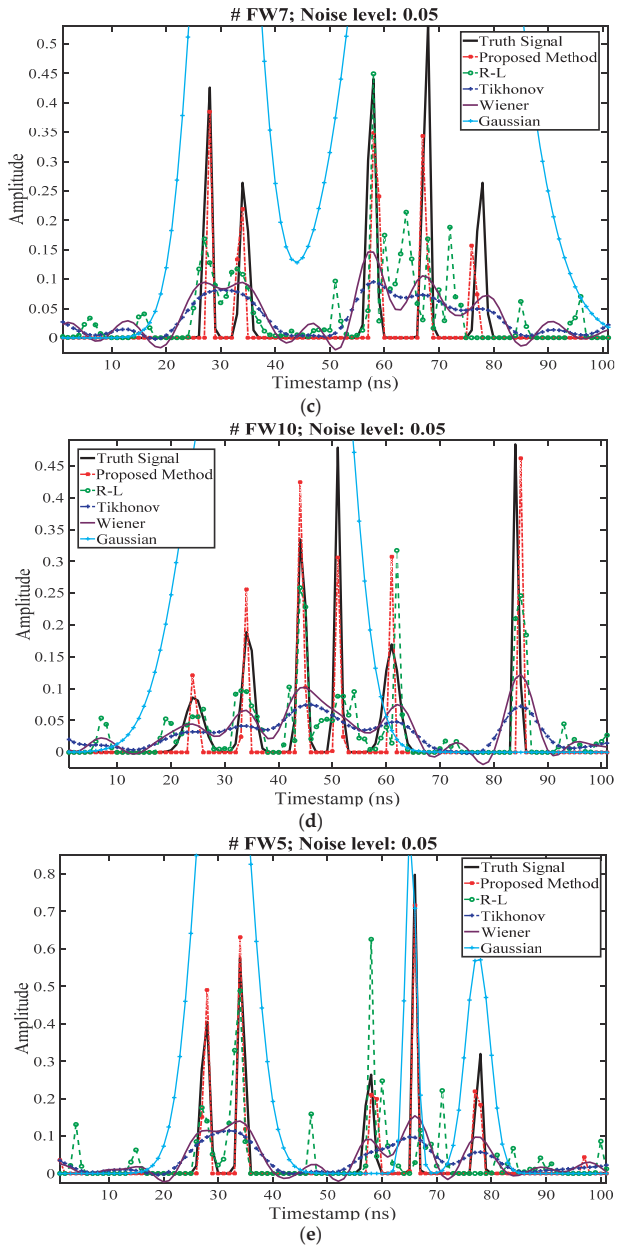 # FW7; Noise level: 0.05
0.5
0.45
0.4
0.35
0.3
0.25
0.2
0.15
0.1
0.05
0
Amplitude
Truth Signal
Proposed Method
R-L
Tikhonov
Wiener
Gaussian
10 20 30 40 50 60 70 80 90 100
Timestamp (ns)
(c)
# FW10; Noise level: 0.05
0.45
0.4
0.35
0.3
0.25
0.2
0.15
0.1
0.05
0
Amplitude
Truth Signal
Proposed Method
R-L
Tikhonov
Wiener
Gaussian
10 20 30 40 50 60 70 80 90 100
Timestamp (ns)
(d)
# FW5; Noise level: 0.05
0.8
0.7
0.6
0.5
0.4
0.3
0.2
0.1
0
Amplitude
Truth Signal
Proposed Method
R-L
Tikhonov
Wiener
Gaussian
10 20 30 40 50 60 70 80 90 100
Timestamp (ns)
(e)